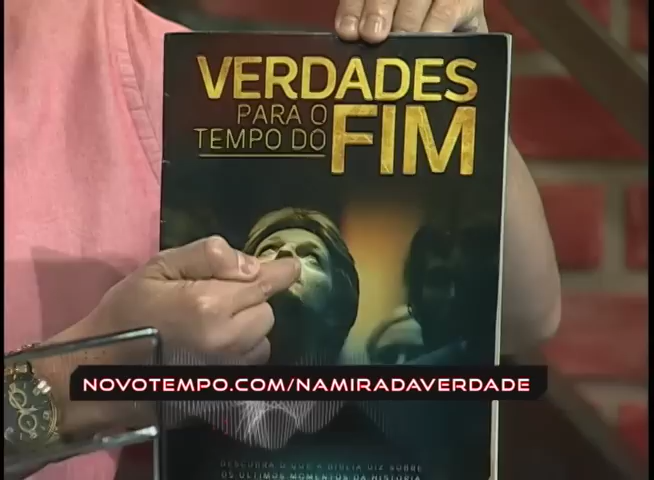 VERDADES
PARA O
TEMPO DO
FIM
NOVOTEMPO.COM/NAMIRADAVERDADE
DESCUBRA O QUE A BÍBLIA DIZ SOBRE
OS ÚLTIMOS MOMENTOS DA HISTÓRIA